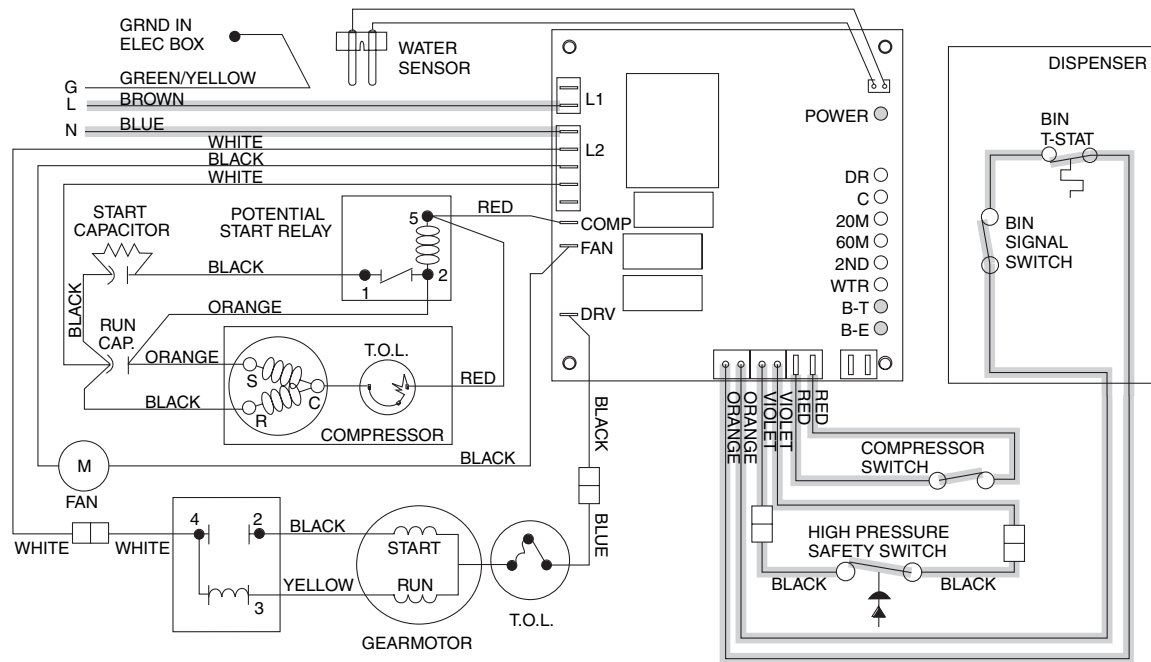 GRND IN
ELEC BOX
WATER
SENSOR
DISPENSER
G
GREEN/YELLOW
L
BROWN
L1
N
BLUE
POWER
BIN
T-STAT
WHITE
L2
BLACK
WHITE
DR
C
20M
60M
2ND
WTR
B-T
B-E
START
CAPACITOR
POTENTIAL
START RELAY
5
RED
COMP
FAN
BIN
SIGNAL
SWITCH
BLACK
1
2
ORANGE
DRV
BLACK
RUN
CAP.
ORANGE
T.O.L.
S
C
RED
BLACK
R
COMPRESSOR
ORANGE
ORANGE
VIOLET
VIOLET
RED
RED
BLACK
COMPRESSOR
SWITCH
M
FAN
BLACK
4
2
BLACK
START
BLUE
HIGH PRESSURE
SAFETY SWITCH
WHITE
WHITE
YELLOW
RUN
BLACK
BLACK
3
T.O.L.
GEARMOTOR